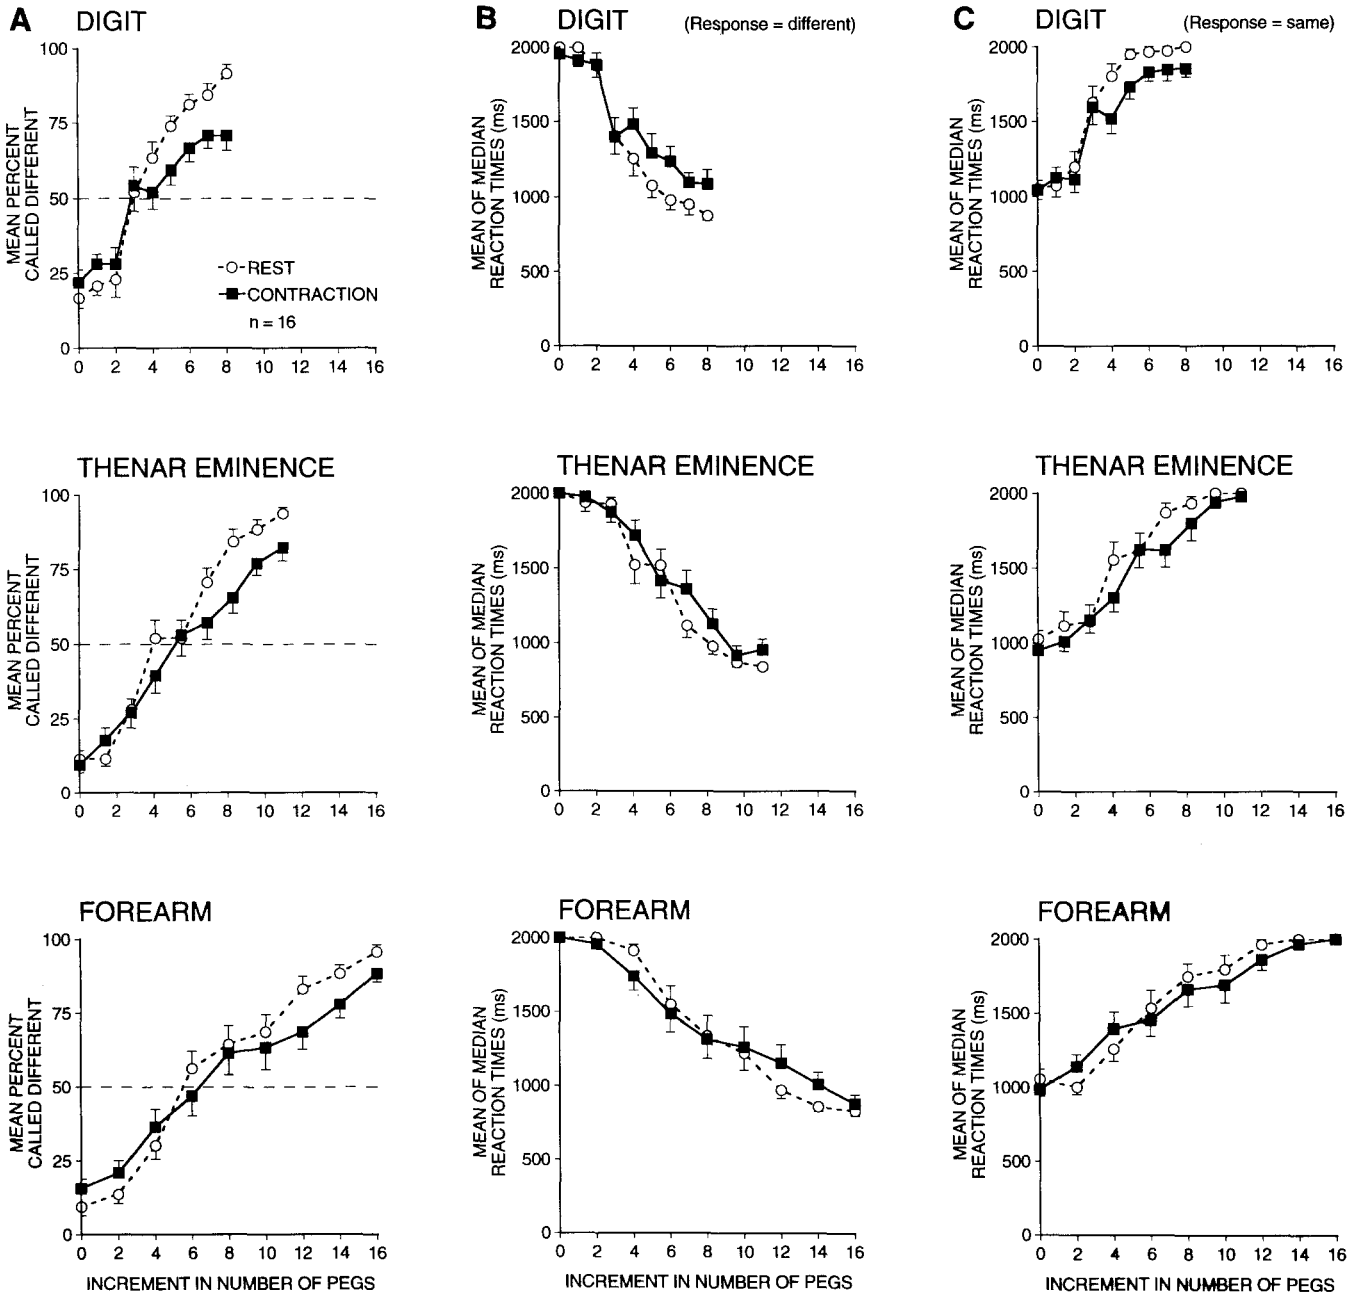 A DIGIT
MEAN PERCENT
CALLED DIFFERENT
100
75
50
25
0
0 2 4 6 8 10 12 14 16
REST
CONTRACTION
n = 16
B DIGIT (Response = different)
MEAN OF MEDIAN
REACTION TIMES (ms)
2000
1500
1000
500
0
0 2 4 6 8 10 12 14 16
C DIGIT (Response = same)
MEAN OF MEDIAN
REACTION TIMES (ms)
2000
1500
1000
500
0
0 2 4 6 8 10 12 14 16
THENAR EMINENCE
MEAN PERCENT
CALLED DIFFERENT
100
75
50
25
0
0 2 4 6 8 10 12 14 16
THENAR EMINENCE
MEAN OF MEDIAN
REACTION TIMES (ms)
2000
1500
1000
500
0
0 2 4 6 8 10 12 14 16
THENAR EMINENCE
MEAN OF MEDIAN
REACTION TIMES (ms)
2000
1500
1000
500
0
0 2 4 6 8 10 12 14 16
FOREARM
MEAN PERCENT
CALLED DIFFERENT
100
75
50
25
0
0 2 4 6 8 10 12 14 16
INCREMENT IN NUMBER OF PEGS
FOREARM
MEAN OF MEDIAN
REACTION TIMES (ms)
2000
1500
1000
500
0
0 2 4 6 8 10 12 14 16
INCREMENT IN NUMBER OF PEGS
FOREARM
MEAN OF MEDIAN
REACTION TIMES (ms)
2000
1500
1000
500
0
0 2 4 6 8 10 12 14 16
INCREMENT IN NUMBER OF PEGS